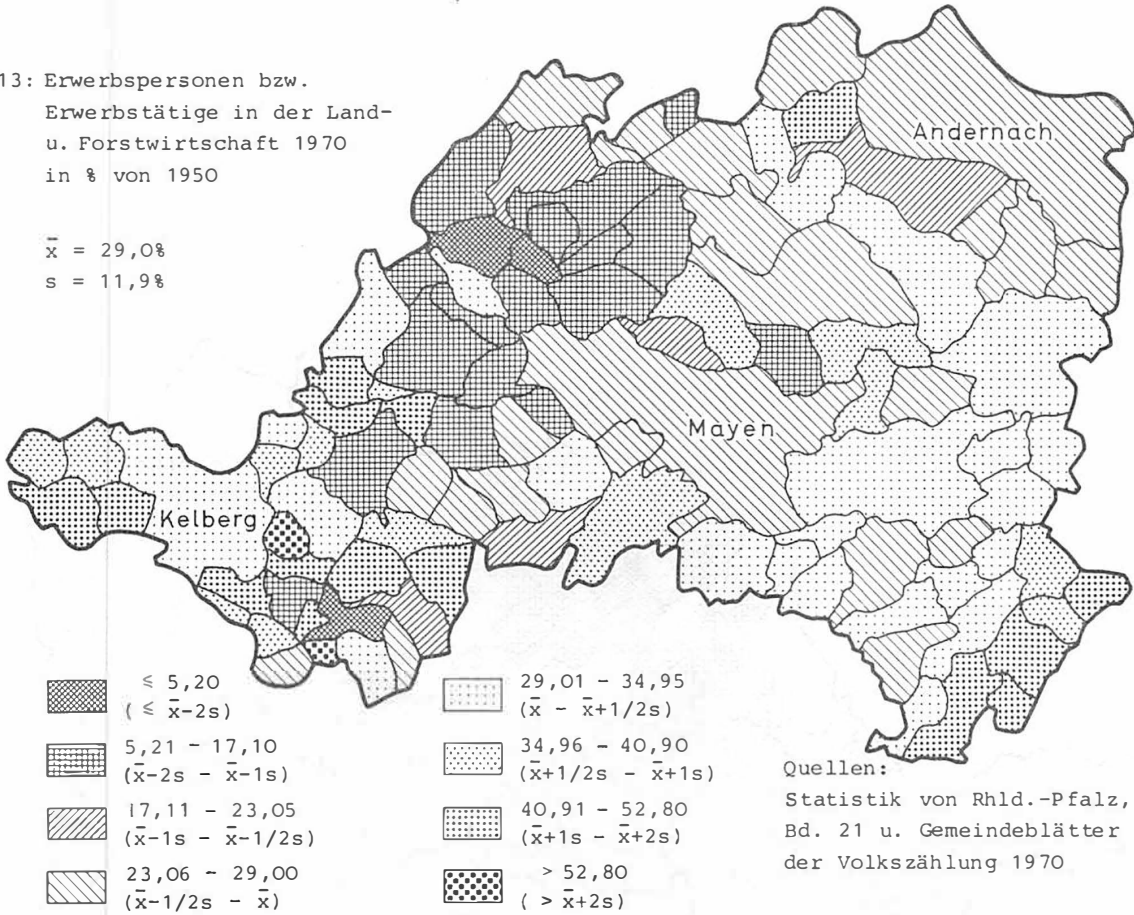 13: Erwerbspersonen bzw.
Erwerbstätige in der Land-
u. Forstwirtschaft 1970
in % von 1950
x̄ = 29,0%
s = 11,9%
Andernach
Mayen
Kelberg
≤ 5,20
( ≤ x̄-2s)
5,21 - 17,10
(x̄-2s - x̄-1s)
17,11 - 23,05
(x̄-1s - x̄-1/2s)
23,06 - 29,00
(x̄-1/2s - x̄)
29,01 - 34,95
(x̄ - x̄+1/2s)
34,96 - 40,90
(x̄+1/2s - x̄+1s)
40,91 - 52,80
(x̄+1s - x̄+2s)
> 52,80
( > x̄+2s)
Quellen:
Statistik von Rhld.-Pfalz,
Bd. 21 u. Gemeindeblätter
der Volkszählung 1970